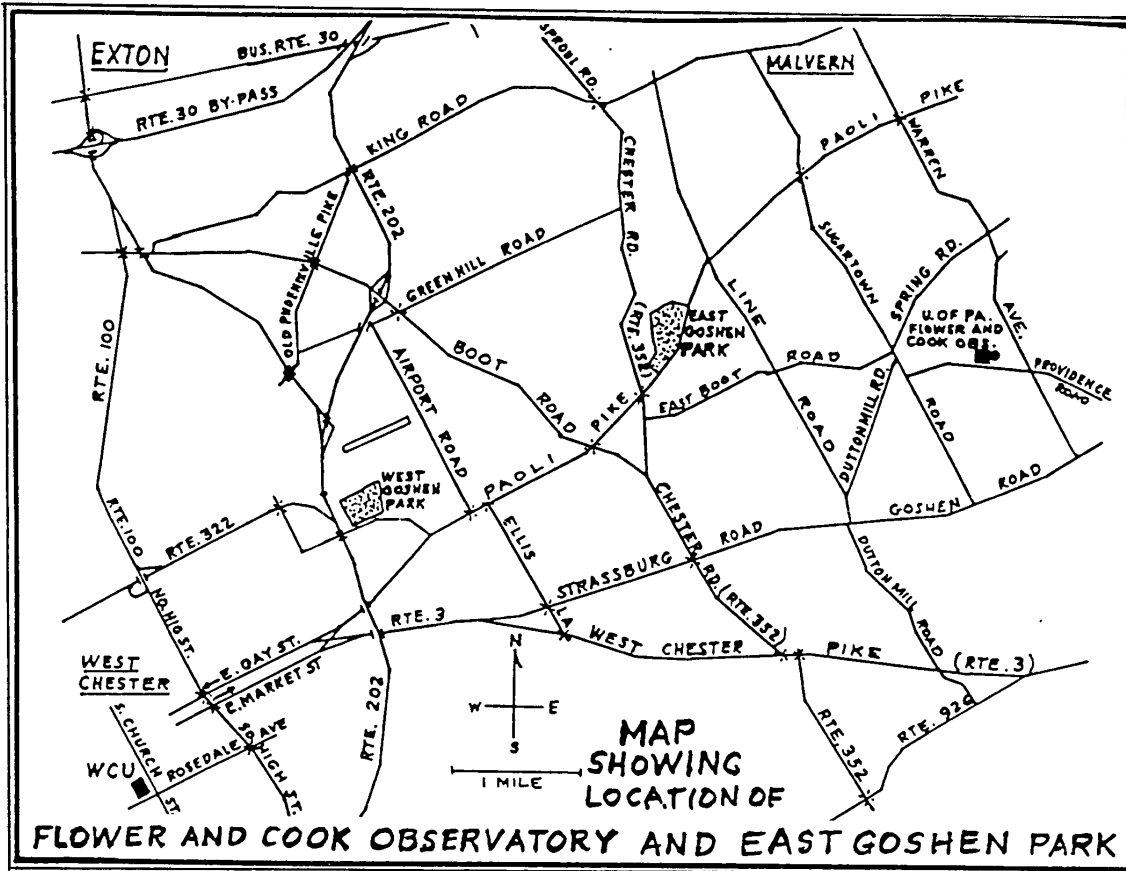 EXTON
BUS. RTE. 30
RTE. 30 BY-PASS
SPROUL RD.
MALVERN
PAOLI PIKE
KING ROAD
RTE. 202
CHESTER RD.
WARREN
OLD PHOENIXVILLE PIKE
GREEN HILL ROAD
SUGARTOWN
SPRING RD.
LINE
(RTE. 352)
EAST
GOSHEN
PARK
U. OF PA.
FLOWER AND
COOK OBS.
AVE.
RTE. 100
BOOT
ROAD
AIRPORT
ROAD
EAST BOOT
ROAD
PROVIDENCE
ROAD
DUTTON MILL RD.
ROAD
ROAD
PAOLI PIKE
WEST
GOSHEN
PARK
RTE. 100
RTE. 322
ELLIS
LA.
CHESTER
RD. (RTE. 352)
STRASSBURG ROAD
GOSHEN ROAD
DUTTON MILL
ROAD
NO. HIG ST.
RTE. 3
WEST CHESTER PIKE (RTE. 3)
E. GAY ST.
E. MARKET ST
WEST
CHESTER
RTE. 202
N
W E
S
RTE. 352
RTE. 926
S. CHURCH
ST.
WCU
ROSEDALE AVE
SO. HIGH ST.
1 MILE
MAP
SHOWING
LOCATION OF
FLOWER AND COOK OBSERVATORY AND EAST GOSHEN PARK